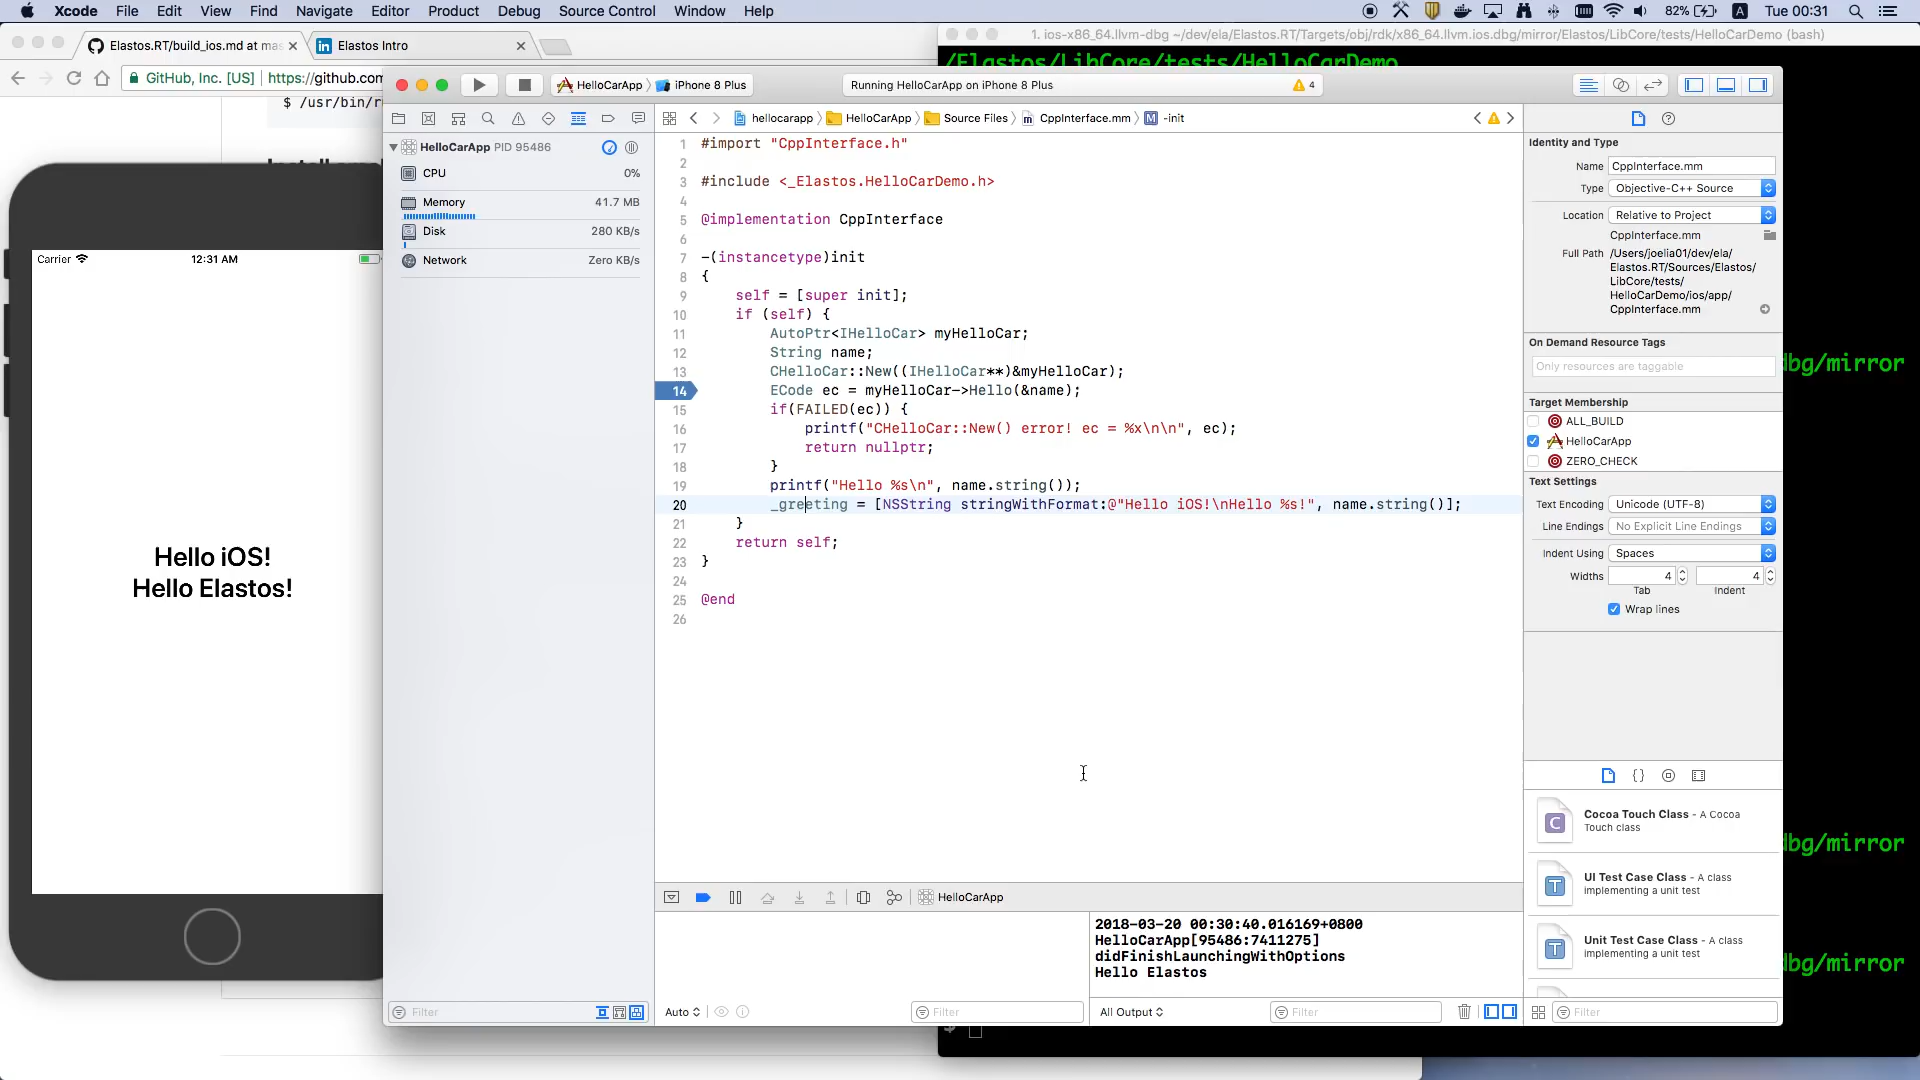 Xcode File Edit View Find Navigate Editor Product Debug Source Control Window Help
82% A Tue 00:31
Elastos.RT/build_ios.md at mas
Elastos Intro
GitHub, Inc. [US] https://github.com
$ /usr/bin/r
1. ios-x86_64.llvm-dbg ~/dev/ela/Elastos.RT/Targets/obj/rdk/x86_64.llvm.ios.dbg/mirror/Elastos/LibCore/tests/HelloCarDemo (bash)
/Elastos/LibCore/tests/HelloCarDemo
HelloCarApp iPhone 8 Plus
Running HelloCarApp on iPhone 8 Plus
4
hellocarapp HelloCarApp Source Files CppInterface.mm M -init
HelloCarApp PID 95486
CPU 0%
Memory 41.7 MB
Disk 280 KB/s
Network Zero KB/s
Carrier 12:31 AM
Hello iOS!
Hello Elastos!
1 #import "CppInterface.h"
2
3 #include <_Elastos.HelloCarDemo.h>
4
5 @implementation CppInterface
6
7 -(instancetype)init
8 {
9 self = [super init];
10 if (self) {
11 AutoPtr<IHelloCar> myHelloCar;
12 String name;
13 CHelloCar::New((IHelloCar**)&myHelloCar);
14 ECode ec = myHelloCar->Hello(&name);
15 if(FAILED(ec)) {
16 printf("CHelloCar::New() error! ec = %x\n\n", ec);
17 return nullptr;
18 }
19 printf("Hello %s\n", name.string());
20 _greeting = [NSString stringWithFormat:@"Hello iOS!\nHello %s!", name.string()];
21 }
22 return self;
23 }
24
25 @end
26
Identity and Type
Name CppInterface.mm
Type Objective-C++ Source
Location Relative to Project
CppInterface.mm
Full Path /Users/joelia01/dev/ela/
Elastos.RT/Sources/Elastos/
LibCore/tests/
HelloCarDemo/ios/app/
CppInterface.mm
On Demand Resource Tags
Only resources are taggable
Target Membership
ALL_BUILD
HelloCarApp
ZERO_CHECK
Text Settings
Text Encoding Unicode (UTF-8)
Line Endings No Explicit Line Endings
Indent Using Spaces
Widths 4 4
Tab Indent
Wrap lines
C
Cocoa Touch Class - A Cocoa
Touch class
T
UI Test Case Class - A class
implementing a unit test
T
Unit Test Case Class - A class
implementing a unit test
dbg/mirror
dbg/mirror
dbg/mirror
HelloCarApp
2018-03-20 00:30:40.016169+0800
HelloCarApp[95486:7411275]
didFinishLaunchingWithOptions
Hello Elastos
Filter
Auto
Filter
All Output
Filter
Filter